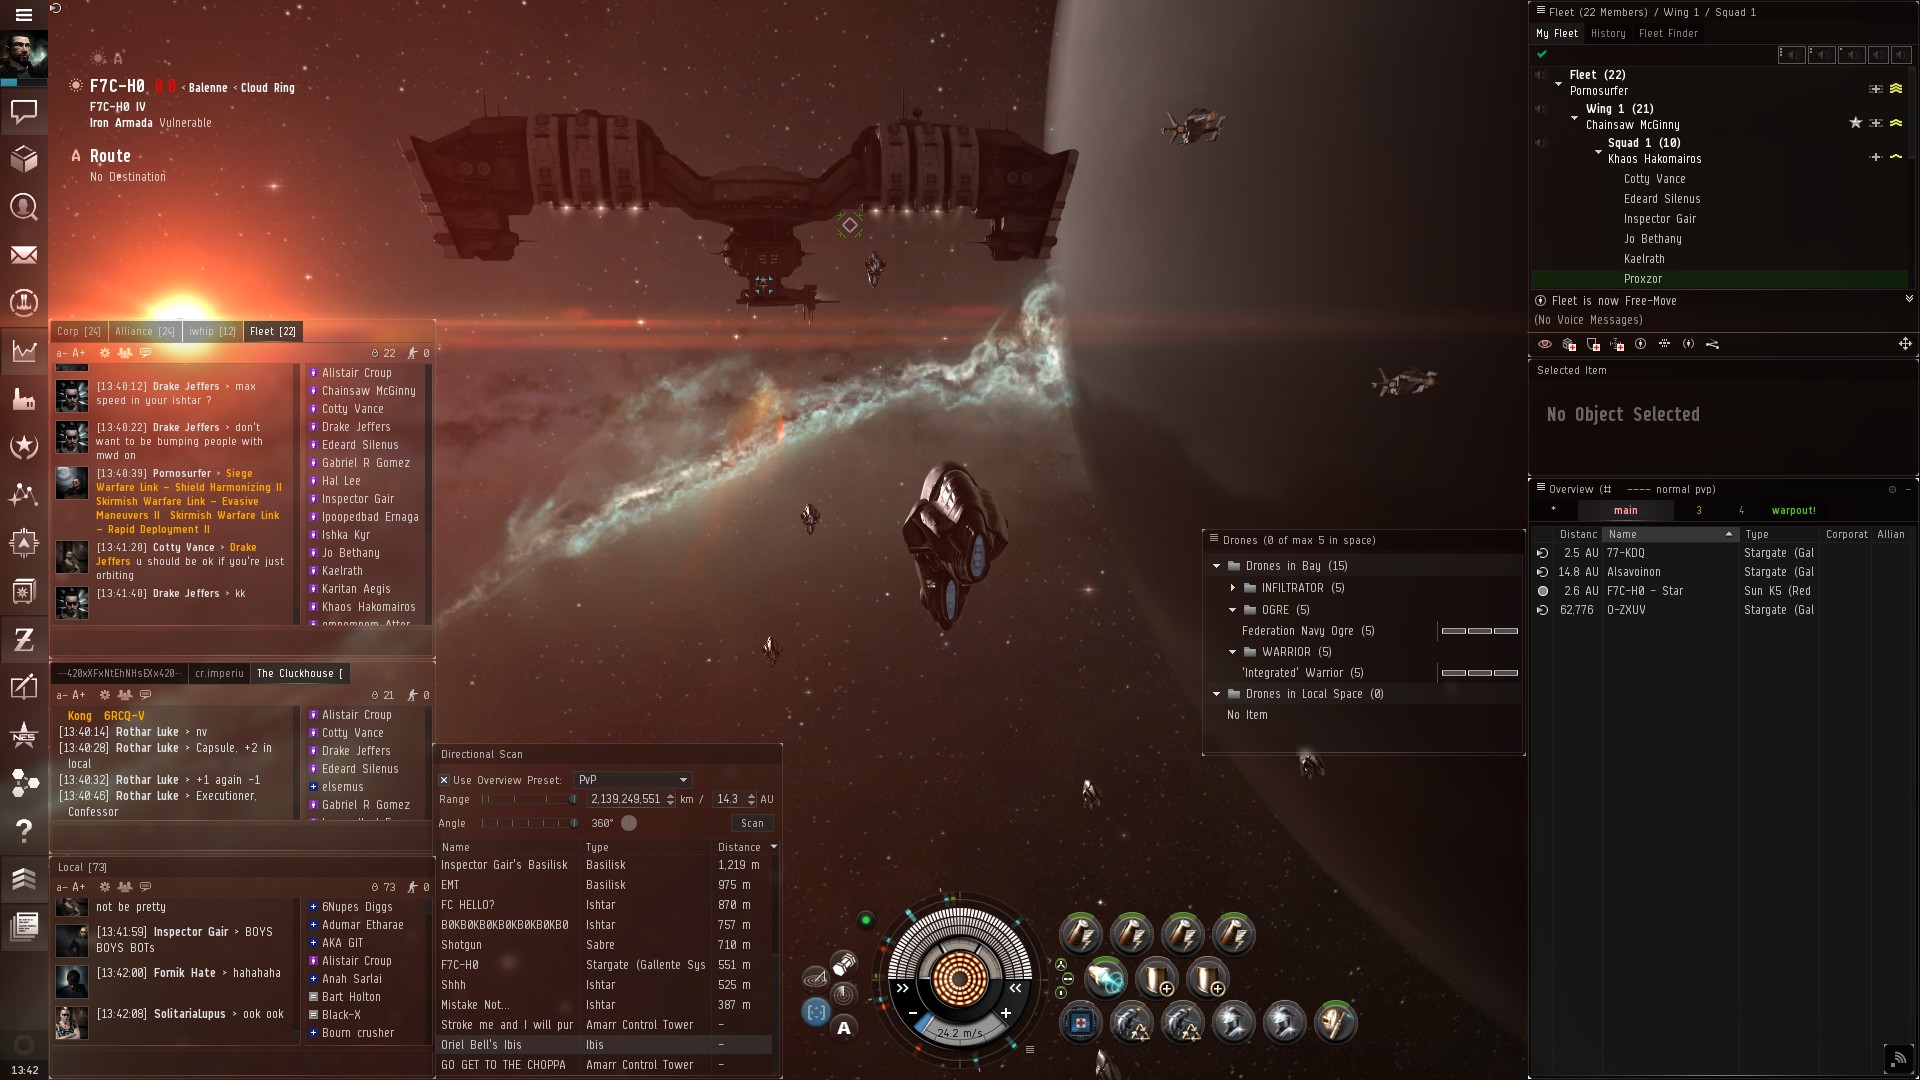 F7C-H0 0.0 < Balenne < Cloud Ring
F7C-H0 IV
Iron Armada Vulnerable
Route
No Destination
Corp [24] Alliance [24] iwhip [12] Fleet [22]
a- A+ 22 0
[13:40:12] Drake Jeffers > max
speed in your ishtar ?
[13:40:22] Drake Jeffers > don't
want to be bumping people with
mwd on
[13:40:39] Pornosurfer > Siege
Warfare Link - Shield Harmonizing II
Skirmish Warfare Link - Evasive
Maneuvers II Skirmish Warfare Link
- Rapid Deployment II
[13:41:20] Cotty Vance > Drake
Jeffers u should be ok if you're just
orbiting
[13:41:40] Drake Jeffers > kk
Alistair Croup
Chainsaw McGinny
Cotty Vance
Drake Jeffers
Edeard Silenus
Gabriel R Gomez
Hal Lee
Inspector Gair
Ipoopedbad Ernaga
Ishka Kyr
Jo Bethany
Kaelrath
Karitan Aegis
Khaos Hakomairos
--420xXFxNtEhNHsEXx420-- cr.imperiu The Cluckhouse [
a- A+ 21 0
Kong 6RCQ-V
[13:40:14] Rothar Luke > nv
[13:40:28] Rothar Luke > Capsule, +2 in
local
[13:40:32] Rothar Luke > +1 again -1
[13:40:46] Rothar Luke > Executioner,
Confessor
Alistair Croup
Cotty Vance
Drake Jeffers
Edeard Silenus
elsemus
Gabriel R Gomez
Local [73]
a- A+ 73 0
not be pretty
[13:41:59] Inspector Gair > BOYS
BOYS BOTs
[13:42:00] Fornik Hate > hahahaha
[13:42:08] SolitariaLupus > ook ook
6Nupes Diggs
Adumar Etharae
AKA GIT
Alistair Croup
Anah Sarlai
Bart Holton
Black-X
Bourn crusher
13:42
Directional Scan
Use Overview Preset: PvP
Range 2,139,249,551 km / 14.3 AU
Angle 360° Scan
Name Type Distance
Inspector Gair's Basilisk Basilisk 1,219 m
EMT Basilisk 975 m
FC HELLO? Ishtar 870 m
B0KB0KB0KB0KB0KB0KB0 Ishtar 757 m
Shotgun Sabre 710 m
F7C-H0 Stargate (Gallente Sys 551 m
Shhh Ishtar 525 m
Mistake Not... Ishtar 387 m
Stroke me and I will pur Amarr Control Tower -
Oriel Bell's Ibis Ibis -
GO GET TO THE CHOPPA Amarr Control Tower -
24.2 m/s
A
Drones (0 of max 5 in space)
Drones in Bay (15)
INFILTRATOR (5)
OGRE (5)
Federation Navy Ogre (5)
WARRIOR (5)
'Integrated' Warrior (5)
Drones in Local Space (0)
No Item
Fleet (22 Members) / Wing 1 / Squad 1
My Fleet History Fleet Finder
Fleet (22)
Pornosurfer
Wing 1 (21)
Chainsaw McGinny
Squad 1 (10)
Khaos Hakomairos
Cotty Vance
Edeard Silenus
Inspector Gair
Jo Bethany
Kaelrath
Proxzor
Fleet is now Free-Move
(No Voice Messages)
Selected Item
No Object Selected
Overview (# ---- normal pvp)
* main 3 4 warpout!
Distanc Name Type Corporat Allian
2.5 AU 77-KDQ Stargate (Gal
14.8 AU Alsavoinon Stargate (Gal
2.6 AU F7C-H0 - Star Sun K5 (Red
62,776 O-ZXUV Stargate (Gal